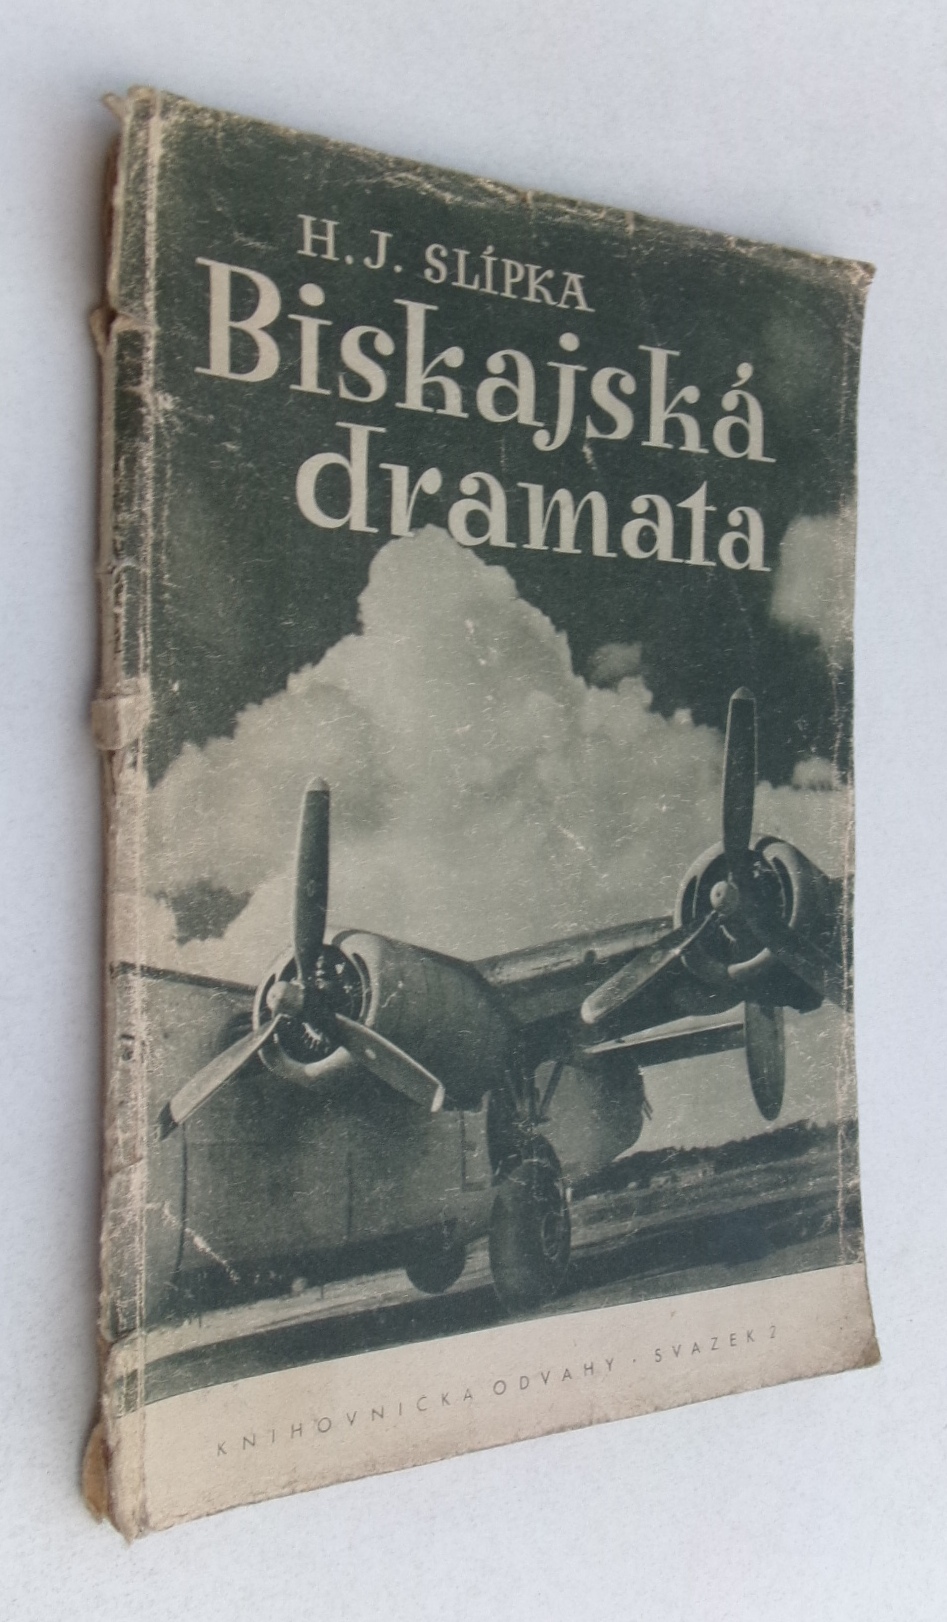 H. J. SLÍPKA
Biskajská
dramata
KNIHOVNIČKA ODVAHY · SVAZEK 2